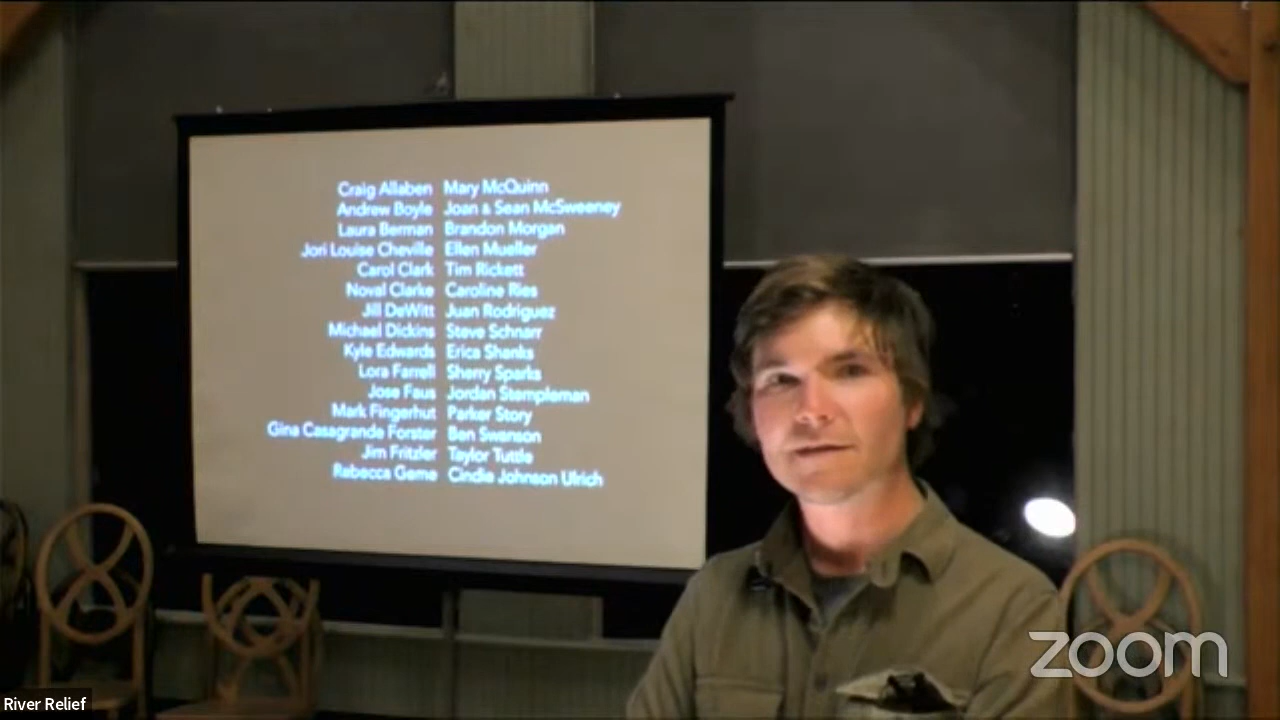 Craig Allaben Mary McQuinn
Andrew Boyle Joan & Sean McSweeney
Laura Berman Brandon Morgan
Jori Louise Cheville Ellen Mueller
Carol Clark Tim Rickett
Noval Clarke Caroline Ries
Jill DeWitt Juan Rodriguez
Michael Dickins Steve Schnarr
Kyle Edwards Erica Shanks
Lora Farrell Sherry Sparks
Jose Faus Jordan Stempleman
Mark Fingerhut Parker Story
Gina Casagrande Forster Ben Swanson
Jim Fritzler Taylor Tuttle
Rebecca Geme Cindie Johnson Ulrich
zoom
River Relief